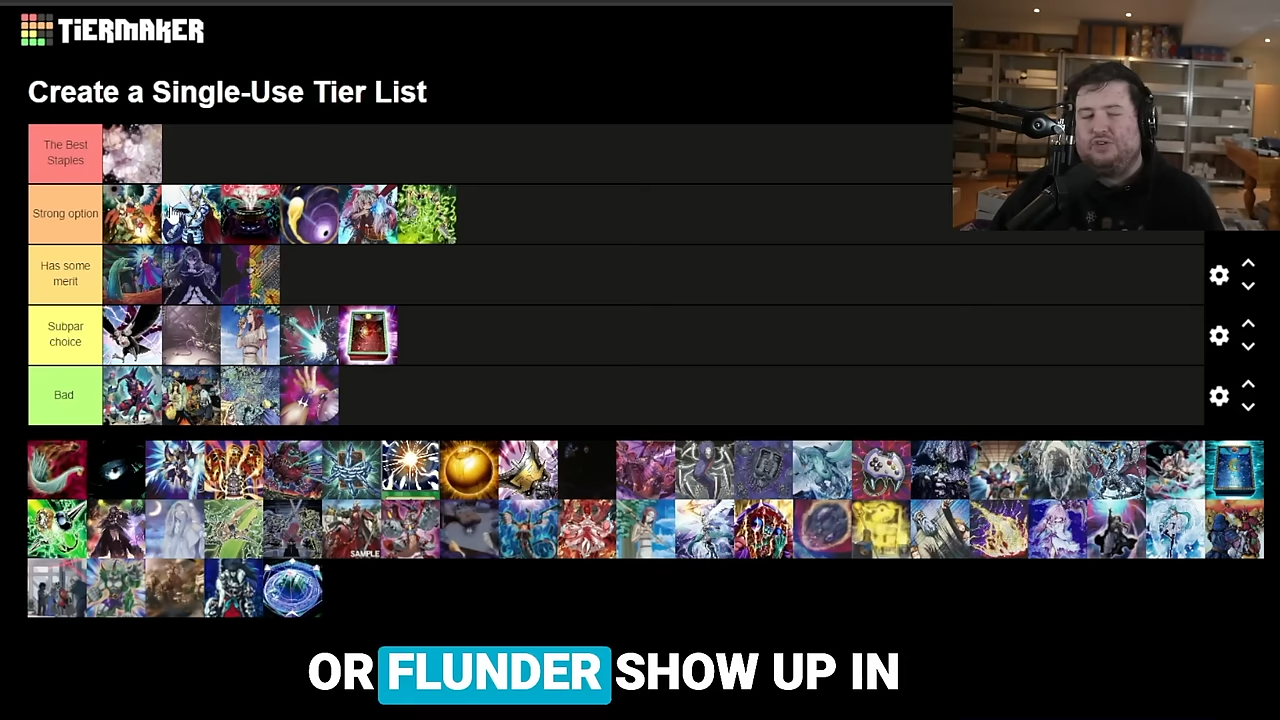 TiERMAKER
Create a Single-Use Tier List
The Best
Staples
Strong option
Has some
merit
Subpar
choice
Bad
SAMPLE
OR FLUNDER SHOW UP IN